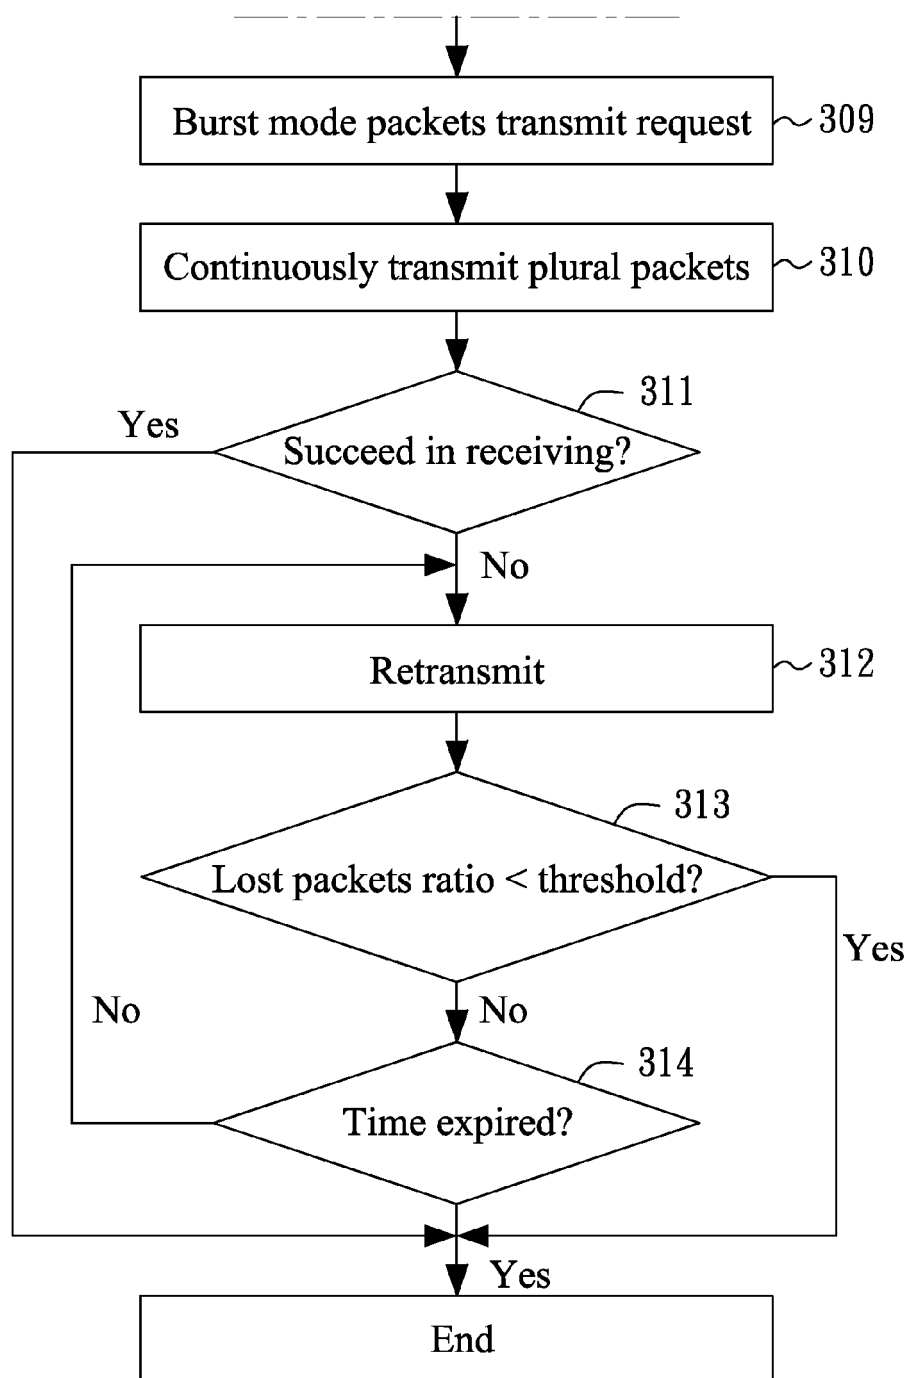 Burst mode packets transmit request
309
Continuously transmit plural packets
310
311
Yes
Succeed in receiving?
No
Retransmit
312
313
Lost packets ratio < threshold?
Yes
No
No
314
Time expired?
Yes
End